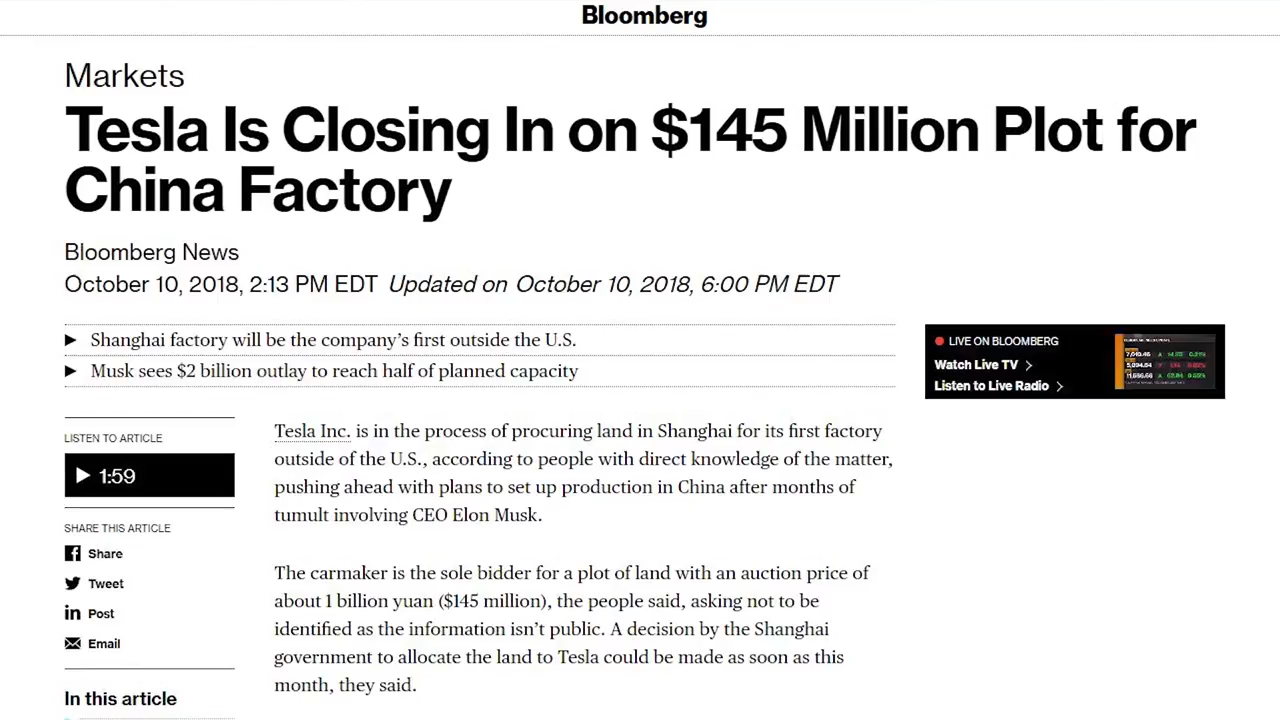 Bloomberg
Markets
Tesla Is Closing In on $145 Million Plot for
China Factory
Bloomberg News
October 10, 2018, 2:13 PM EDT Updated on October 10, 2018, 6:00 PM EDT
Shanghai factory will be the company's first outside the U.S.
Musk sees $2 billion outlay to reach half of planned capacity
LIVE ON BLOOMBERG
Watch Live TV
Listen to Live Radio
LISTEN TO ARTICLE
1:59
SHARE THIS ARTICLE
Share
Tweet
Post
Email
In this article
Tesla Inc. is in the process of procuring land in Shanghai for its first factory
outside of the U.S., according to people with direct knowledge of the matter,
pushing ahead with plans to set up production in China after months of
tumult involving CEO Elon Musk.
The carmaker is the sole bidder for a plot of land with an auction price of
about 1 billion yuan ($145 million), the people said, asking not to be
identified as the information isn't public. A decision by the Shanghai
government to allocate the land to Tesla could be made as soon as this
month, they said.